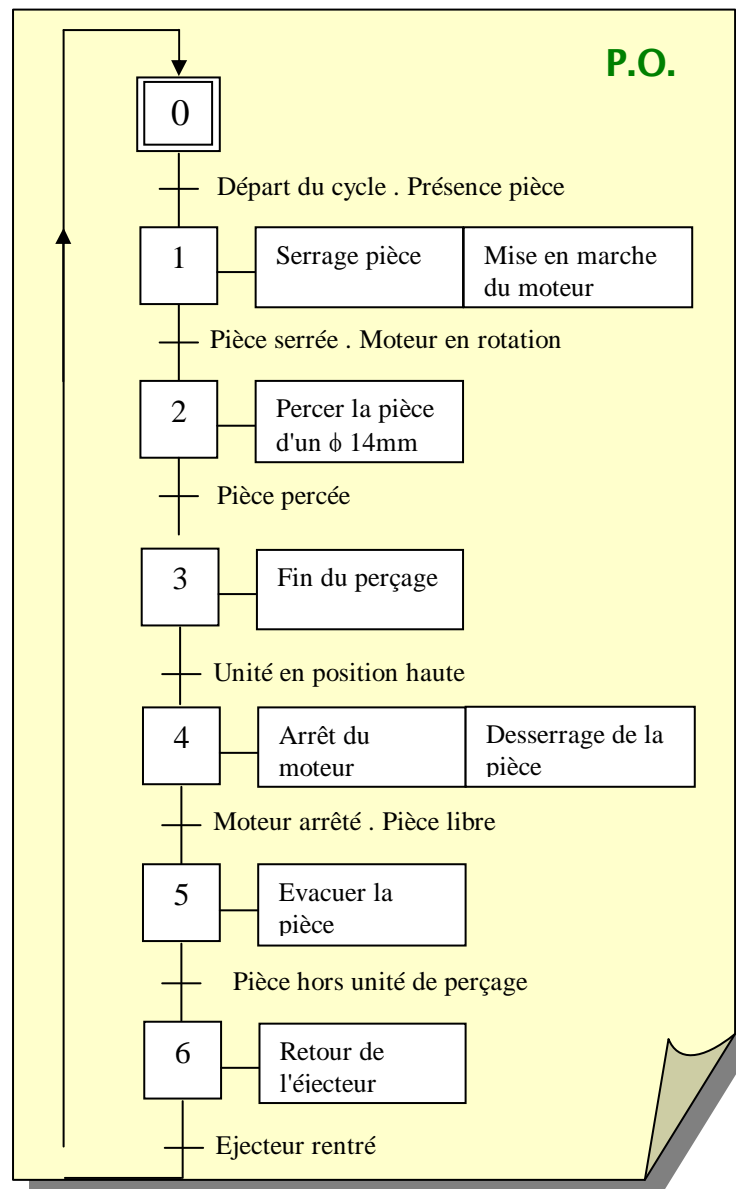 P.O.
0
Départ du cycle . Présence pièce
1
Serrage pièce
Mise en marche
du moteur
Pièce serrée . Moteur en rotation
2
Percer la pièce
d'un ϕ 14mm
Pièce percée
3
Fin du perçage
Unité en position haute
4
Arrêt du
moteur
Desserrage de la
pièce
Moteur arrêté . Pièce libre
5
Evacuer la
pièce
Pièce hors unité de perçage
6
Retour de
l'éjecteur
Ejecteur rentré